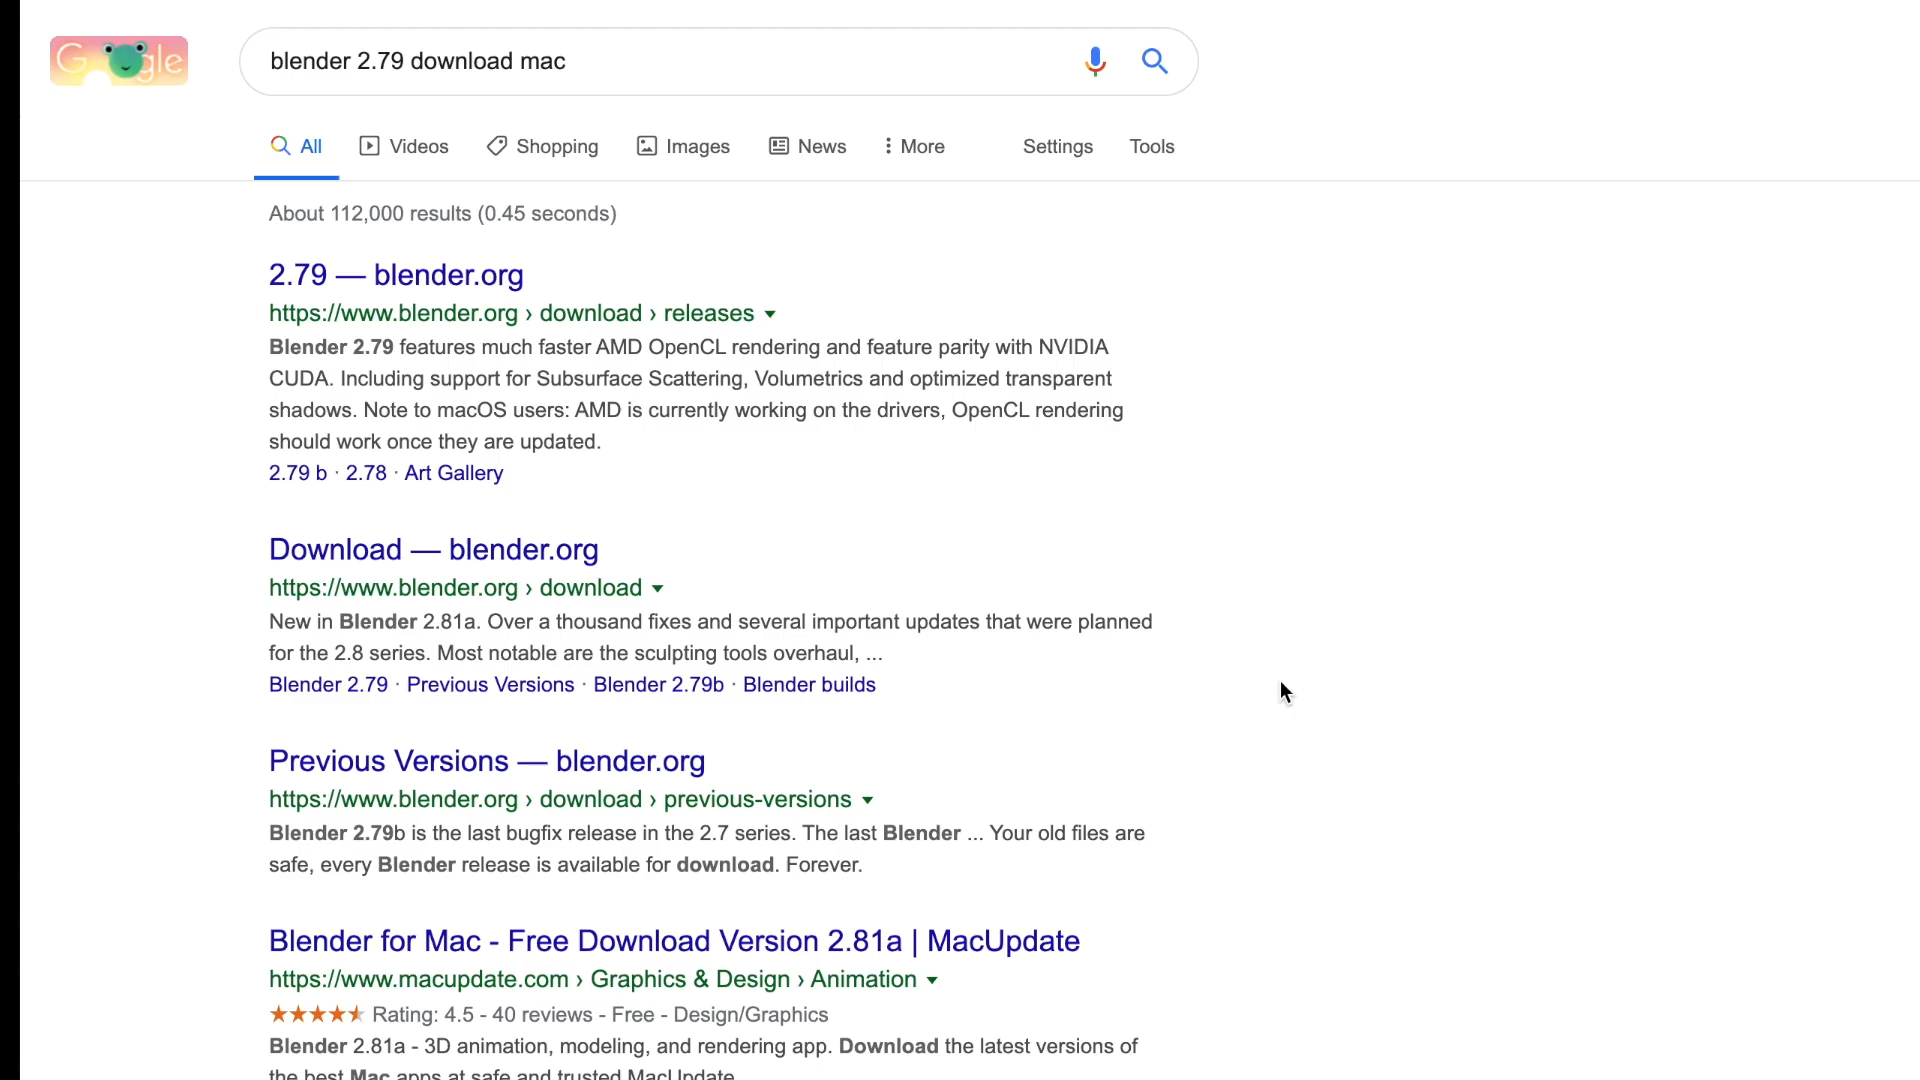 Google
blender 2.79 download mac
All Videos Shopping Images News More Settings Tools
About 112,000 results (0.45 seconds)
2.79 — blender.org
https://www.blender.org › download › releases
Blender 2.79 features much faster AMD OpenCL rendering and feature parity with NVIDIA
CUDA. Including support for Subsurface Scattering, Volumetrics and optimized transparent
shadows. Note to macOS users: AMD is currently working on the drivers, OpenCL rendering
should work once they are updated.
2.79 b · 2.78 · Art Gallery
Download — blender.org
https://www.blender.org › download
New in Blender 2.81a. Over a thousand fixes and several important updates that were planned
for the 2.8 series. Most notable are the sculpting tools overhaul, ...
Blender 2.79 · Previous Versions · Blender 2.79b · Blender builds
Previous Versions — blender.org
https://www.blender.org › download › previous-versions
Blender 2.79b is the last bugfix release in the 2.7 series. The last Blender ... Your old files are
safe, every Blender release is available for download. Forever.
Blender for Mac - Free Download Version 2.81a | MacUpdate
https://www.macupdate.com › Graphics & Design › Animation
Rating: 4.5 - 40 reviews - Free - Design/Graphics
Blender 2.81a - 3D animation, modeling, and rendering app. Download the latest versions of
the best Mac apps at safe and trusted MacUpdate